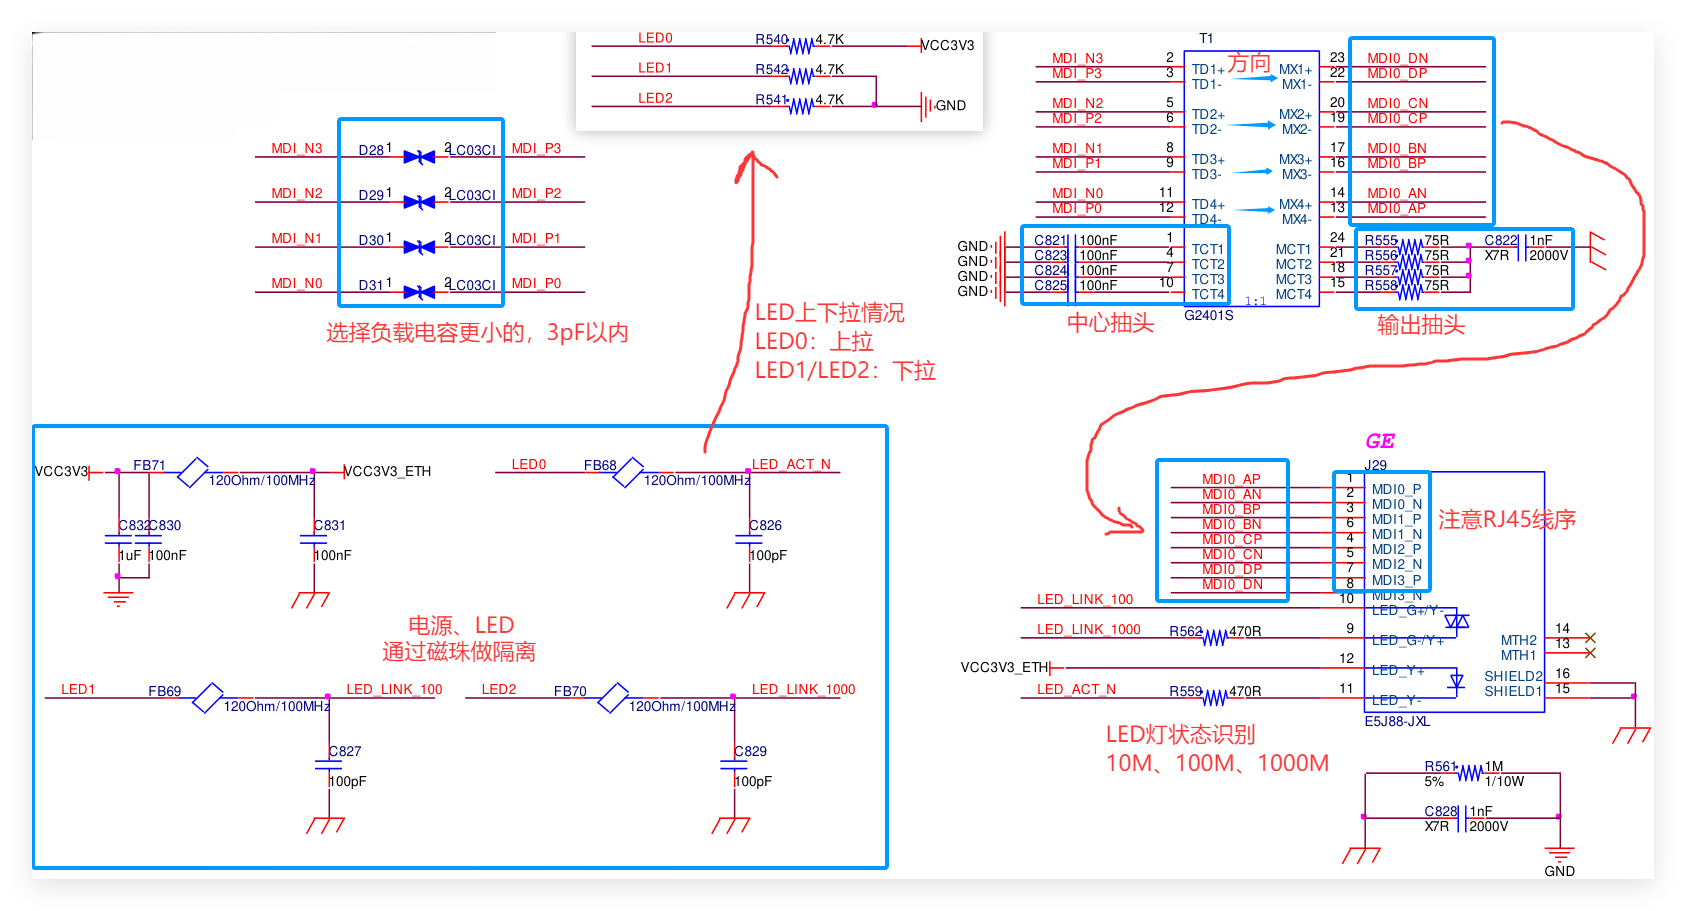 LED0 R540 4.7K VCC3V3
LED1 R542 4.7K
LED2 R541 4.7K GND
MDI_N3 D28 1 2 LC03CI MDI_P3
MDI_N2 D29 1 2 LC03CI MDI_P2
MDI_N1 D30 1 2 LC03CI MDI_P1
MDI_N0 D31 1 2 LC03CI MDI_P0
选择负载电容更小的，3pF以内
LED上下拉情况
LED0：上拉
LED1/LED2：下拉
T1
方向
MDI_N3 2 TD1+ MX1+ 23 MDI0_DN
MDI_P3 3 TD1- MX1- 22 MDI0_DP
MDI_N2 5 TD2+ MX2+ 20 MDI0_CN
MDI_P2 6 TD2- MX2- 19 MDI0_CP
MDI_N1 8 TD3+ MX3+ 17 MDI0_BN
MDI_P1 9 TD3- MX3- 16 MDI0_BP
MDI_N0 11 TD4+ MX4+ 14 MDI0_AN
MDI_P0 12 TD4- MX4- 13 MDI0_AP
GND C821 100nF 1 TCT1 MCT1 24 R555 75R C822 1nF
GND C823 100nF 4 TCT2 MCT2 21 R556 75R X7R 2000V
GND C824 100nF 7 TCT3 MCT3 18 R557 75R
GND C825 100nF 10 TCT4 MCT4 15 R558 75R
1:1
G2401S
中心抽头
输出抽头
VCC3V3 FB71 120Ohm/100MHz VCC3V3_ETH
C832 1uF
C830 100nF
C831 100nF
LED0 FB68 120Ohm/100MHz LED_ACT_N
C826 100pF
电源、LED
通过磁珠做隔离
LED1 FB69 120Ohm/100MHz LED_LINK_100
C827 100pF
LED2 FB70 120Ohm/100MHz LED_LINK_1000
C829 100pF
GE
J29
MDI0_AP 1 MDI0_P
MDI0_AN 2 MDI0_N
MDI0_BP 3 MDI1_P
MDI0_BN 6 MDI1_N
MDI0_CP 4 MDI2_P
MDI0_CN 5 MDI2_N
MDI0_DP 7 MDI3_P
MDI0_DN 8 MDI3_N
注意RJ45线序
LED_LINK_100 10 LED_G+/Y-
LED_LINK_1000 R562 470R 9 LED_G-/Y+
VCC3V3_ETH 12 LED_Y+
LED_ACT_N R559 470R 11 LED_Y-
MTH2 14
MTH1 13
SHIELD2 16
SHIELD1 15
E5J88-JXL
LED灯状态识别
10M、100M、1000M
R561 1M
5% 1/10W
C828 1nF
X7R 2000V
GND